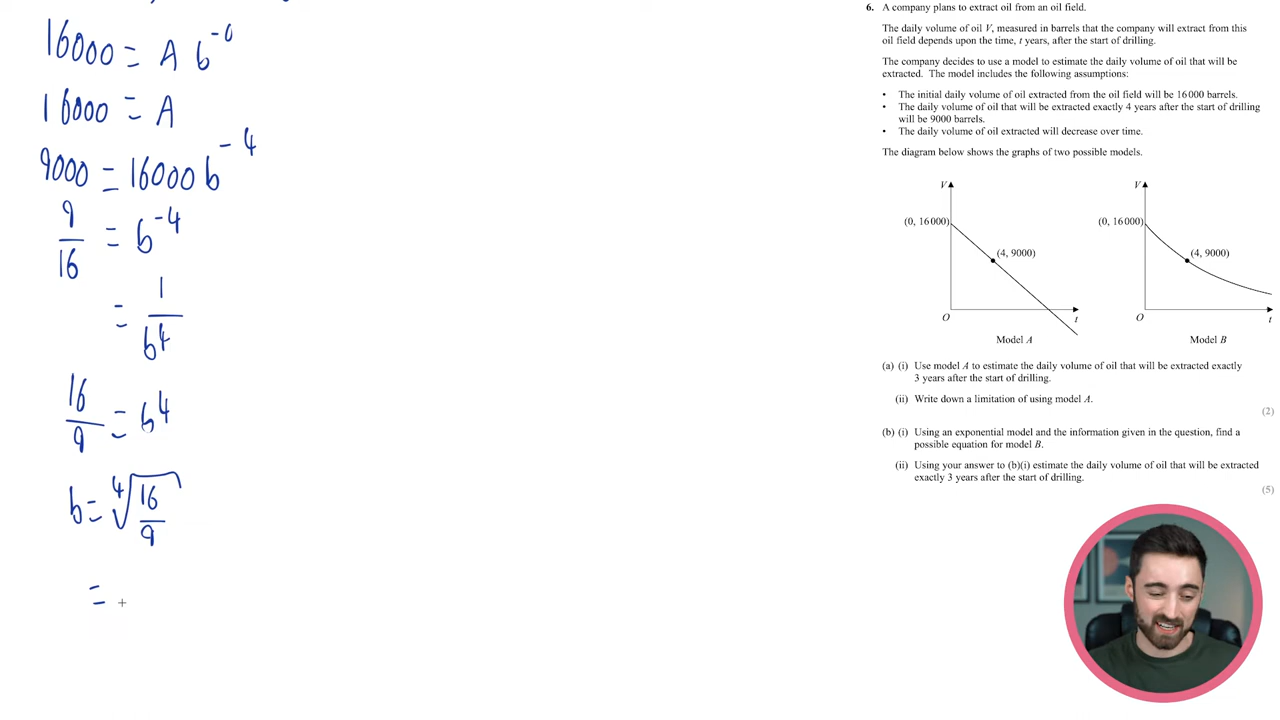 16000 = A b^-0
16000 = A
9000 = 16000 b^-4
9/16 = b^-4
= 1/b^4
16/9 = b^4
b = ⁴√(16/9)
=
6. A company plans to extract oil from an oil field.
The daily volume of oil V, measured in barrels that the company will extract from this
oil field depends upon the time, t years, after the start of drilling.
The company decides to use a model to estimate the daily volume of oil that will be
extracted. The model includes the following assumptions:
• The initial daily volume of oil extracted from the oil field will be 16 000 barrels.
• The daily volume of oil that will be extracted exactly 4 years after the start of drilling
will be 9000 barrels.
• The daily volume of oil extracted will decrease over time.
The diagram below shows the graphs of two possible models.
V
(0, 16 000)
(4, 9000)
O
t
Model A
V
(0, 16 000)
(4, 9000)
O
t
Model B
(a) (i) Use model A to estimate the daily volume of oil that will be extracted exactly
3 years after the start of drilling.
(ii) Write down a limitation of using model A.
(2)
(b) (i) Using an exponential model and the information given in the question, find a
possible equation for model B.
(ii) Using your answer to (b)(i) estimate the daily volume of oil that will be extracted
exactly 3 years after the start of drilling.
(5)